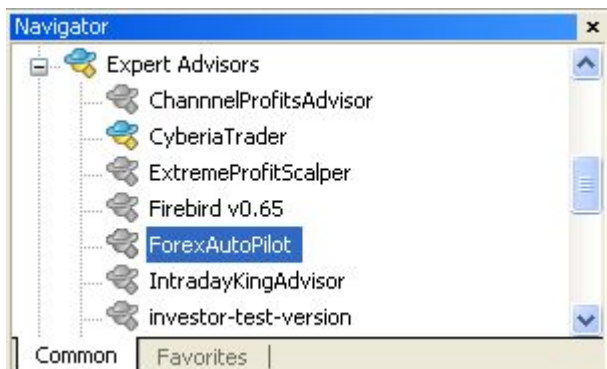 Navigator
Expert Advisors
ChannnelProfitsAdvisor
CyberiaTrader
ExtremeProfitScalper
Firebird v0.65
ForexAutoPilot
IntradayKingAdvisor
investor-test-version
Common Favorites